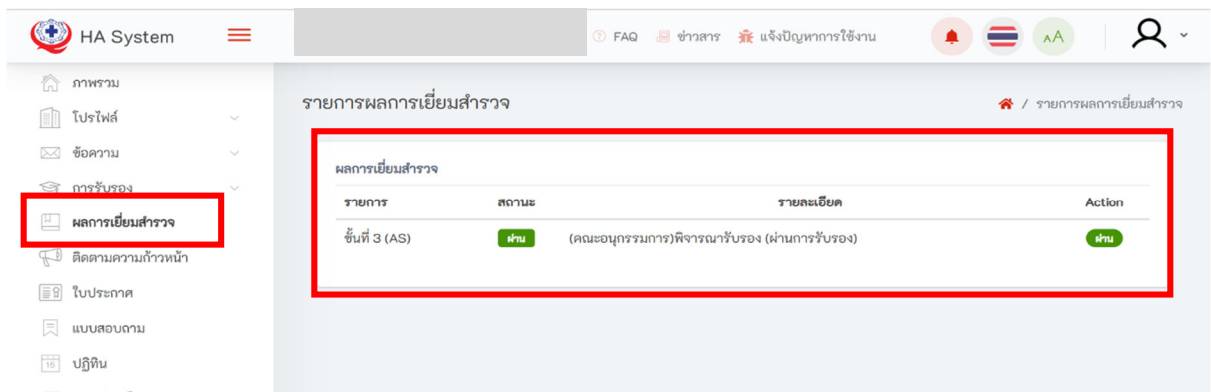 HA System
FAQ ข่าวสาร แจ้งปัญหาการใช้งาน
AA
ภาพรวม
โปรไฟล์
ข้อความ
การรับรอง
ผลการเยี่ยมสำรวจ
ติดตามความก้าวหน้า
ใบประกาศ
แบบสอบถาม
15 ปฏิทิน
รายการผลการเยี่ยมสำรวจ
/ รายการผลการเยี่ยมสำรวจ
ผลการเยี่ยมสำรวจ
รายการ สถานะ รายละเอียด Action
ขั้นที่ 3 (AS) ผ่าน (คณะอนุกรรมการ)พิจารณารับรอง (ผ่านการรับรอง) ผ่าน